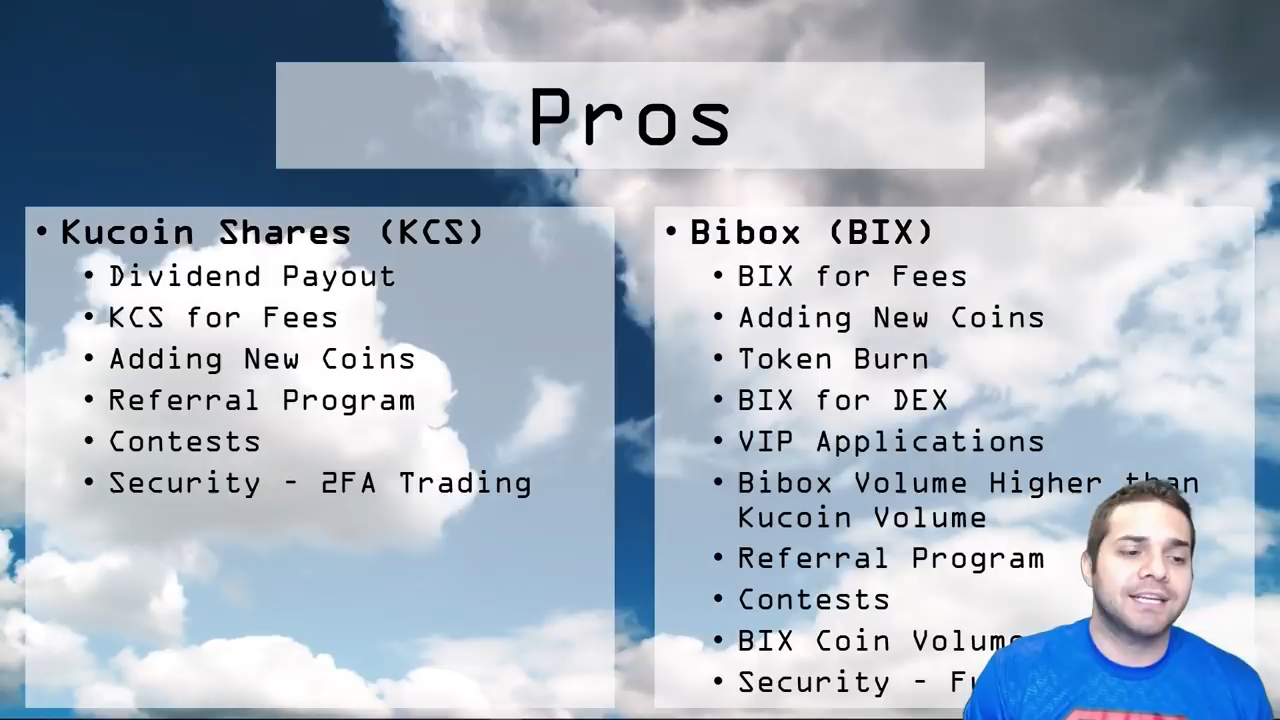 Pros
• Kucoin Shares (KCS)
• Dividend Payout
• KCS for Fees
• Adding New Coins
• Referral Program
• Contests
• Security - 2FA Trading
• Bibox (BIX)
• BIX for Fees
• Adding New Coins
• Token Burn
• BIX for DEX
• VIP Applications
• Bibox Volume Higher than
Kucoin Volume
• Referral Program
• Contests
• BIX Coin Volume
• Security -